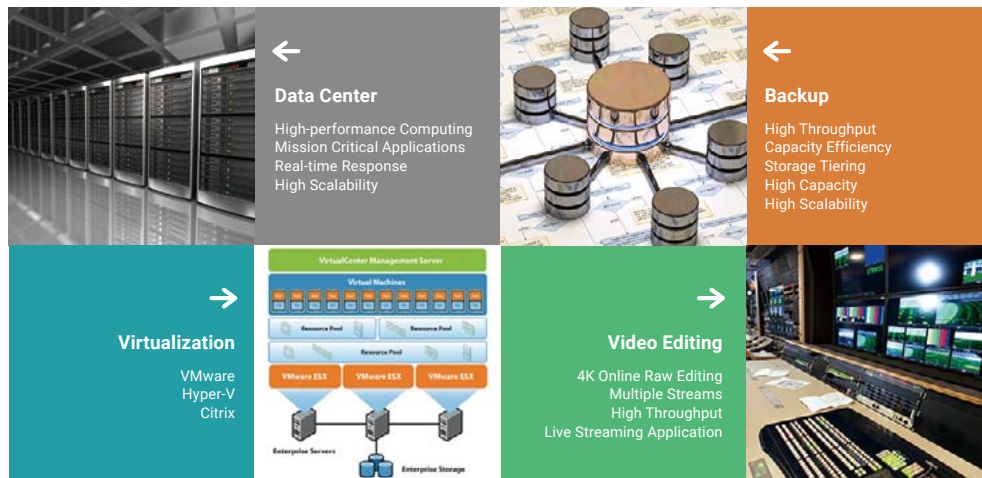 Data Center
High-performance Computing
Mission Critical Applications
Real-time Response
High Scalability
Backup
High Throughput
Capacity Efficiency
Storage Tiering
High Capacity
High Scalability
Virtualization
VMware
Hyper-V
Citrix
VirtualCenter Management Server
Virtual Machines
Resource Pool
Resource Pool
Resource Pool
VMware ESX
VMware ESX
VMware ESX
Enterprise Servers
Enterprise Storage
Video Editing
4K Online Raw Editing
Multiple Streams
High Throughput
Live Streaming Application